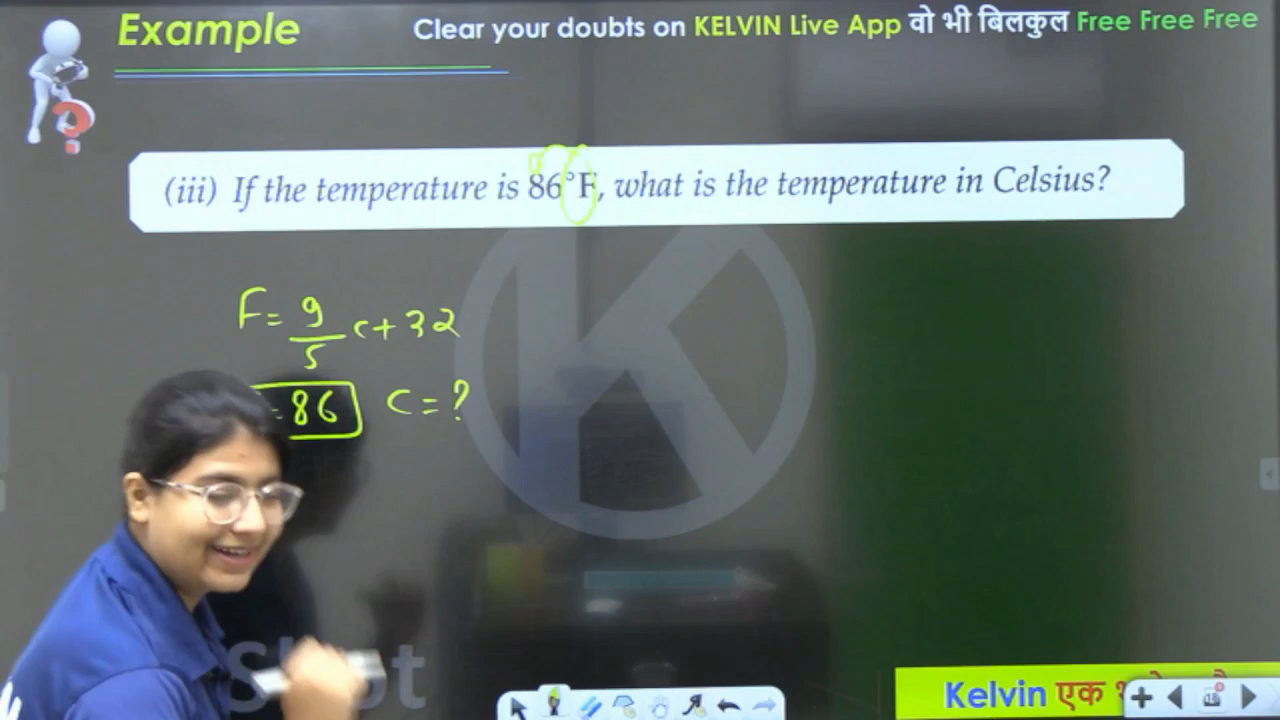 Example
Clear your doubts on KELVIN Live App वो भी बिलकुल Free Free Free
(iii) If the temperature is 86°F, what is the temperature in Celsius?
F = 9/5 c + 32
= 86 C = ?
Kelvin एक